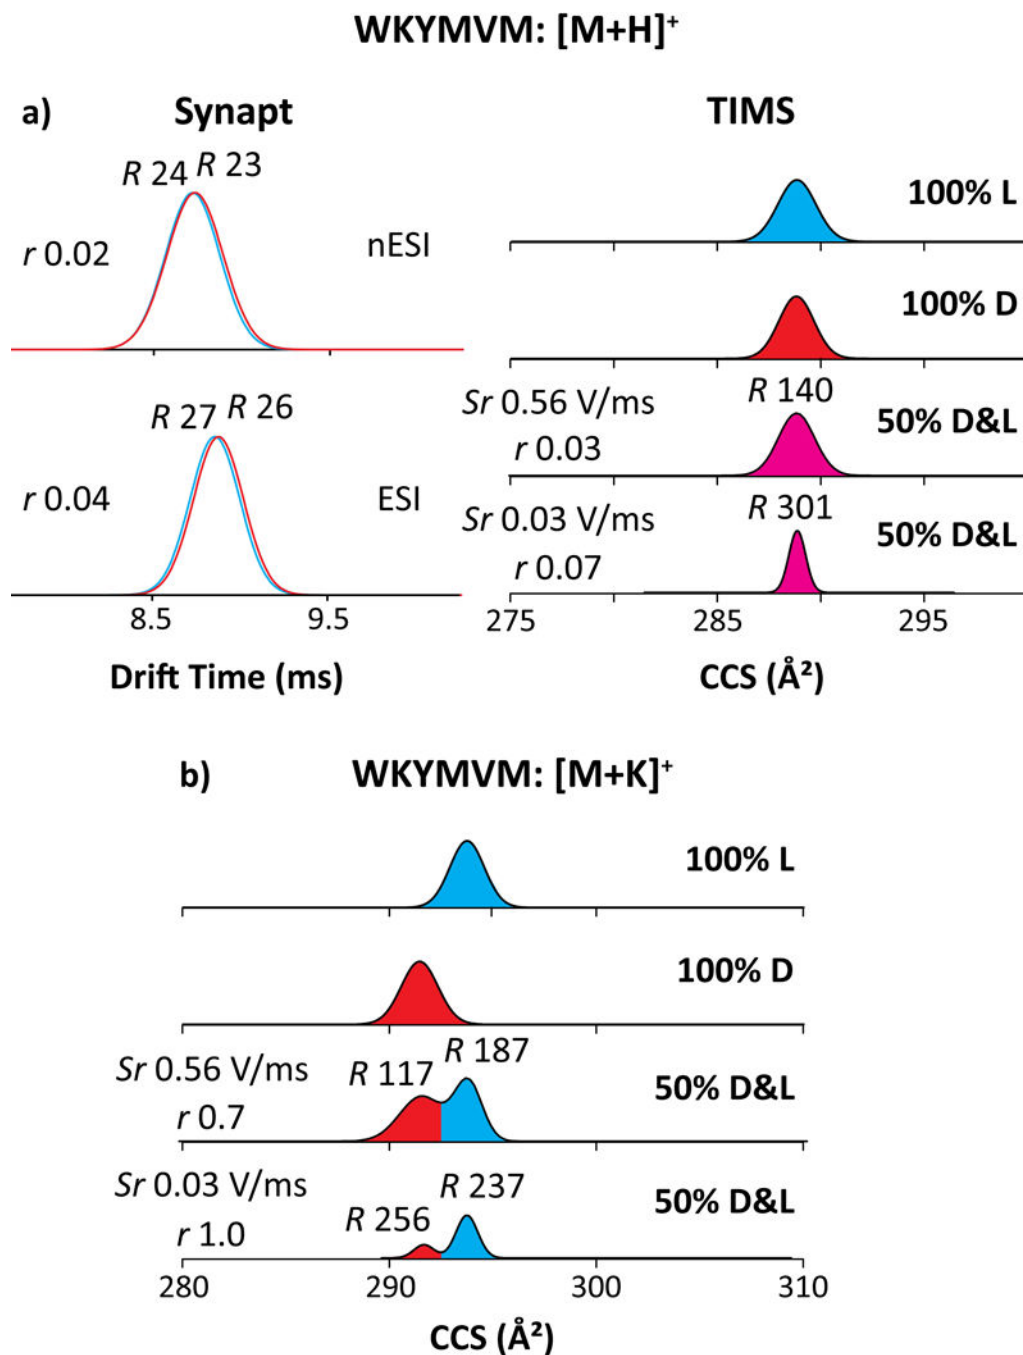 WKYMVM: [M+H]⁺
a) Synapt
R 24 R 23
r 0.02
nESI
R 27 R 26
r 0.04
ESI
8.5 9.5
Drift Time (ms)
TIMS
100% L
100% D
Sr 0.56 V/ms
r 0.03
R 140
50% D&L
Sr 0.03 V/ms
r 0.07
R 301
50% D&L
275 285 295
CCS (Å²)
b) WKYMVM: [M+K]⁺
100% L
100% D
Sr 0.56 V/ms
r 0.7
R 117 R 187
50% D&L
Sr 0.03 V/ms
r 1.0
R 256 R 237
50% D&L
280 290 300 310
CCS (Å²)